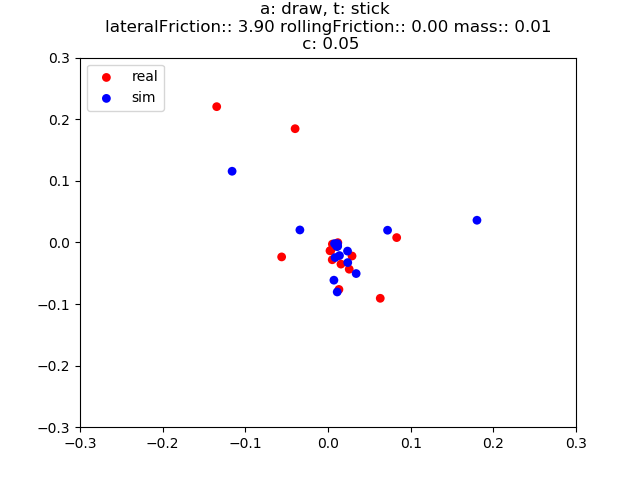 a: draw, t: stick
lateralFriction:: 3.90 rollingFriction:: 0.00 mass:: 0.01
c: 0.05
real
sim
0.3
0.2
0.1
0.0
−0.1
−0.2
−0.3
−0.3
−0.2
−0.1
0.0
0.1
0.2
0.3